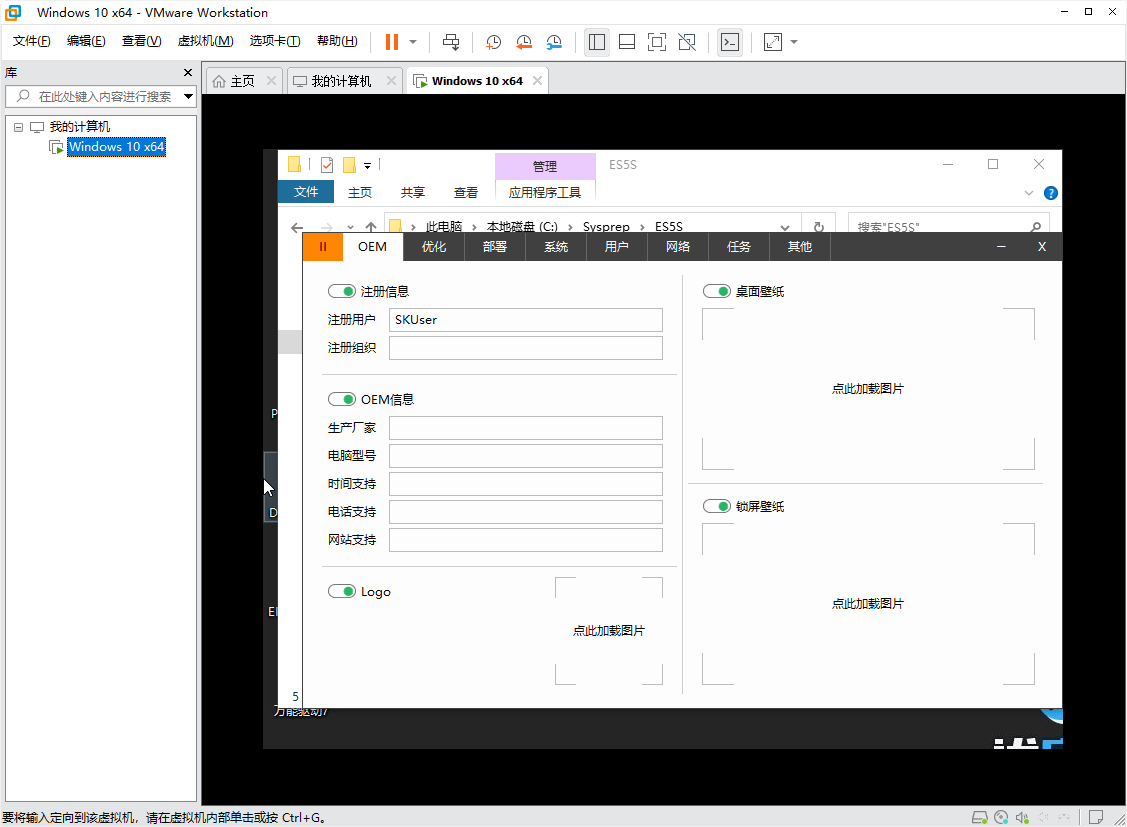 Windows 10 x64 - VMware Workstation
文件(F) 编辑(E) 查看(V) 虚拟机(M) 选项卡(T) 帮助(H)
库
在此处键入内容进行搜索
我的计算机
Windows 10 x64
主页 我的计算机 Windows 10 x64
管理 ES5S
文件 主页 共享 查看 应用程序工具
此电脑 本地磁盘 (C:) Sysprep ES5S 搜索"ES5S"
OEM 优化 部署 系统 用户 网络 任务 其他 X
注册信息
注册用户 SKUser
注册组织
OEM信息
生产厂家
电脑型号
时间支持
电话支持
网站支持
Logo
点此加载图片
桌面壁纸
点此加载图片
锁屏壁纸
点此加载图片
P
D
El
5
万能驱动7
要将输入定向到该虚拟机，请在虚拟机内部单击或按 Ctrl+G。